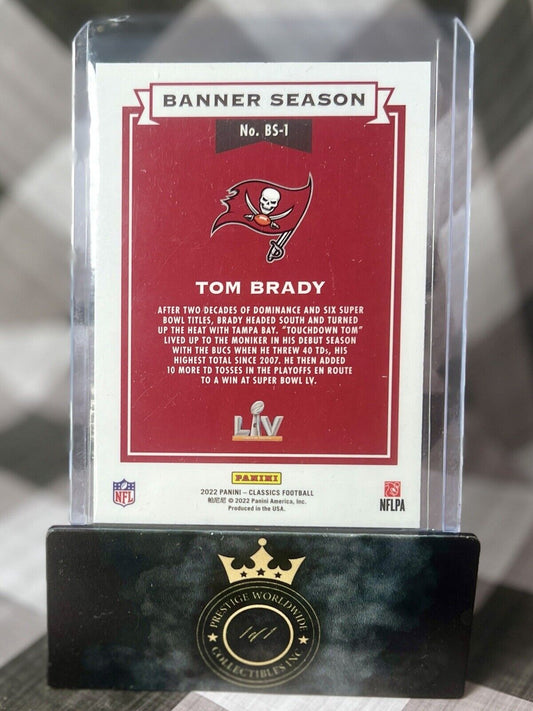 BANNER SEASON
No. BS-1
TOM BRADY
AFTER TWO DECADES OF DOMINANCE AND SIX SUPER
BOWL TITLES, BRADY HEADED SOUTH AND TURNED
UP THE HEAT WITH TAMPA BAY. "TOUCHDOWN TOM"
LIVED UP TO THE MONIKER IN HIS DEBUT SEASON
WITH THE BUCS WHEN HE THREW 40 TDs, HIS
HIGHEST TOTAL SINCE 2007. HE THEN ADDED
10 MORE TD TOSSES IN THE PLAYOFFS EN ROUTE
TO A WIN AT SUPER BOWL LV.
LV
PANINI
NFL
2022 PANINI – CLASSICS FOOTBALL
帕尼尼 © 2022 Panini America, Inc.
Produced in the USA.
NFLPA
PRESTIGE WORLDWIDE
1of1
COLLECTIBLES INC